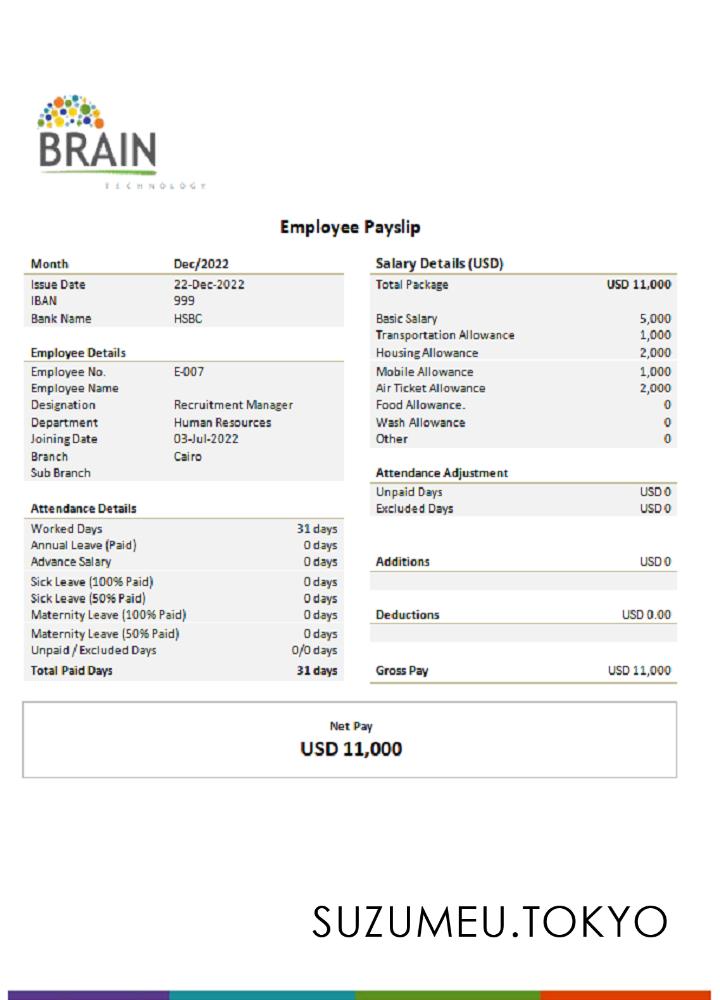 BRAIN
TECHNOLOGY
Employee Payslip
Month Dec/2022
Issue Date 22-Dec-2022
IBAN 999
Bank Name HSBC
Employee Details
Employee No. E-007
Employee Name
Designation Recruitment Manager
Department Human Resources
Joining Date 03-Jul-2022
Branch Cairo
Sub Branch
Attendance Details
Worked Days 31 days
Annual Leave (Paid) 0 days
Advance Salary 0 days
Sick Leave (100% Paid) 0 days
Sick Leave (50% Paid) 0 days
Maternity Leave (100% Paid) 0 days
Maternity Leave (50% Paid) 0 days
Unpaid / Excluded Days 0/0 days
Total Paid Days 31 days
Salary Details (USD)
Total Package USD 11,000
Basic Salary 5,000
Transportation Allowance 1,000
Housing Allowance 2,000
Mobile Allowance 1,000
Air Ticket Allowance 2,000
Food Allowance. 0
Wash Allowance 0
Other 0
Attendance Adjustment
Unpaid Days USD 0
Excluded Days USD 0
Additions USD 0
Deductions USD 0.00
Gross Pay USD 11,000
Net Pay
USD 11,000
SUZUMEU.TOKYO